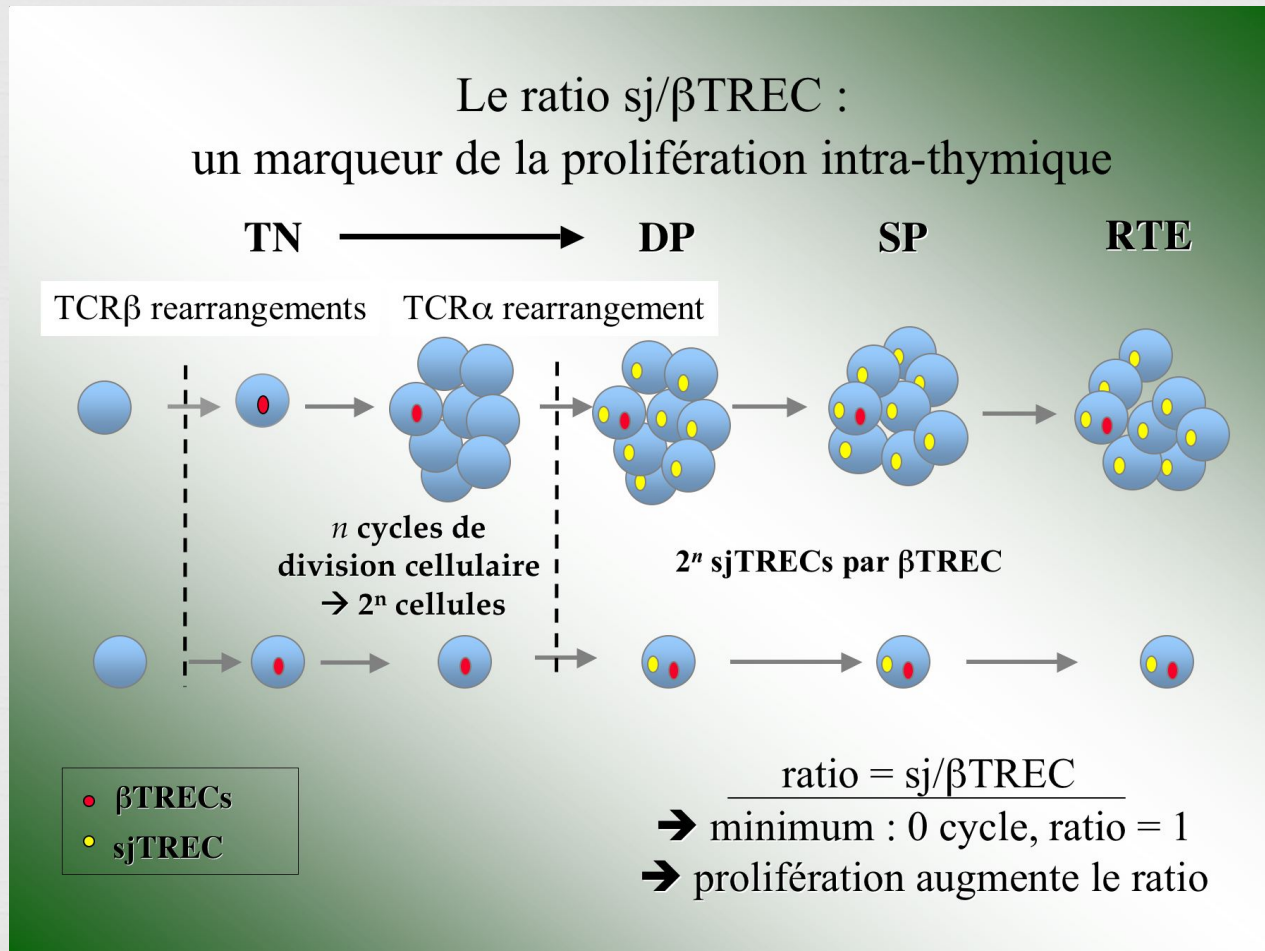 Le ratio sj/βTREC :
un marqueur de la prolifération intra-thymique
TN DP SP RTE
TCRβ rearrangements TCRα rearrangement
n cycles de
division cellulaire
➔ 2ⁿ cellules
2ⁿ sjTRECs par βTREC
βTRECs
sjTREC
ratio = sj/βTREC
➔ minimum : 0 cycle, ratio = 1
➔ prolifération augmente le ratio